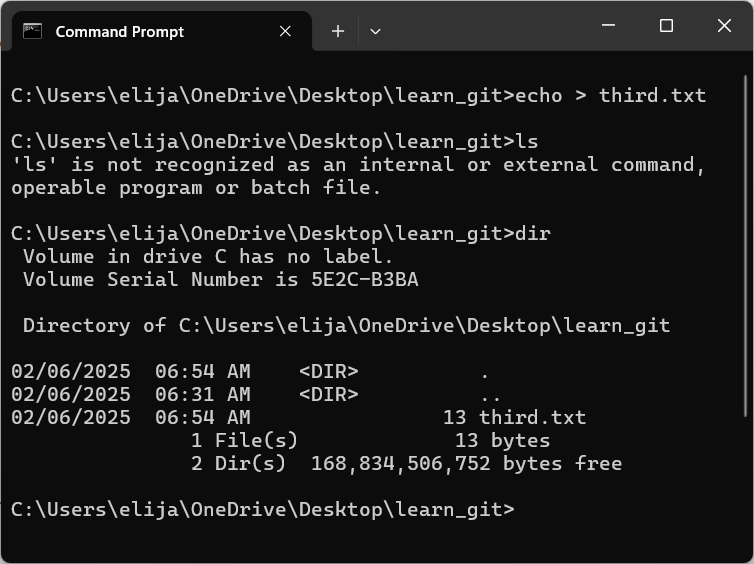 Command Prompt
C:\Users\elija\OneDrive\Desktop\learn_git>echo > third.txt
C:\Users\elija\OneDrive\Desktop\learn_git>ls
'ls' is not recognized as an internal or external command,
operable program or batch file.
C:\Users\elija\OneDrive\Desktop\learn_git>dir
 Volume in drive C has no label.
 Volume Serial Number is 5E2C-B3BA
 Directory of C:\Users\elija\OneDrive\Desktop\learn_git
02/06/2025  06:54 AM    <DIR>          .
02/06/2025  06:31 AM    <DIR>          ..
02/06/2025  06:54 AM                13 third.txt
               1 File(s)             13 bytes
               2 Dir(s)  168,834,506,752 bytes free
C:\Users\elija\OneDrive\Desktop\learn_git>